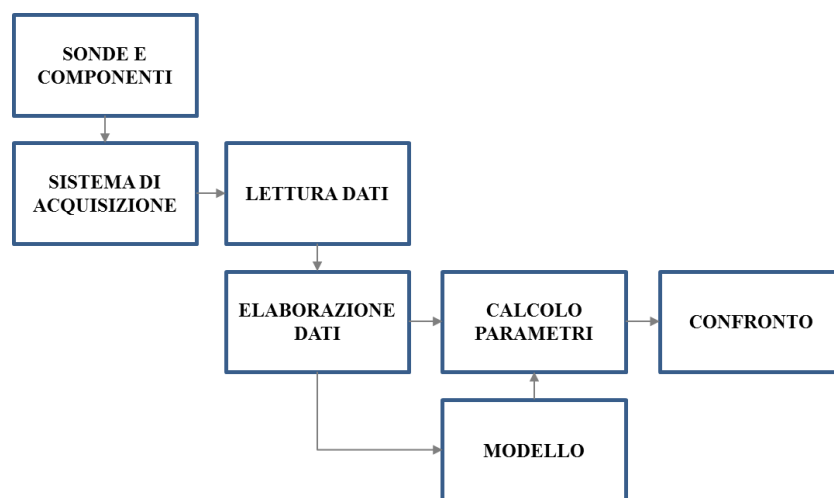 SONDE E
COMPONENTI
SISTEMA DI
ACQUISIZIONE
LETTURA DATI
ELABORAZIONE
DATI
CALCOLO
PARAMETRI
CONFRONTO
MODELLO